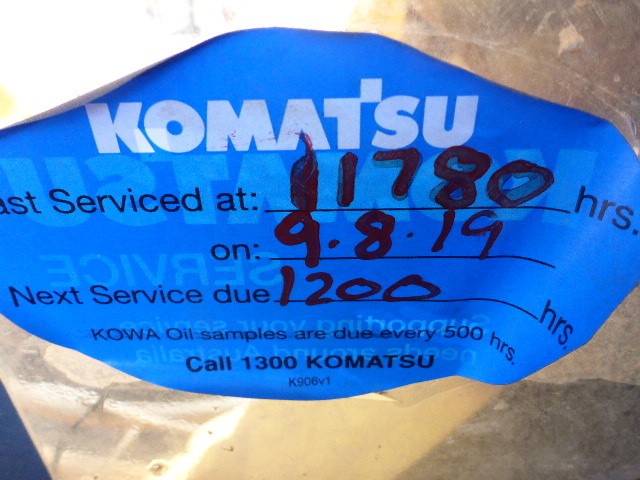 KOMATSU
ast Serviced at: 11780 hrs.
on: 9.8.19
Next Service due 1200 hrs.
KOWA Oil samples are due every 500 hrs.
Call 1300 KOMATSU
K906v1